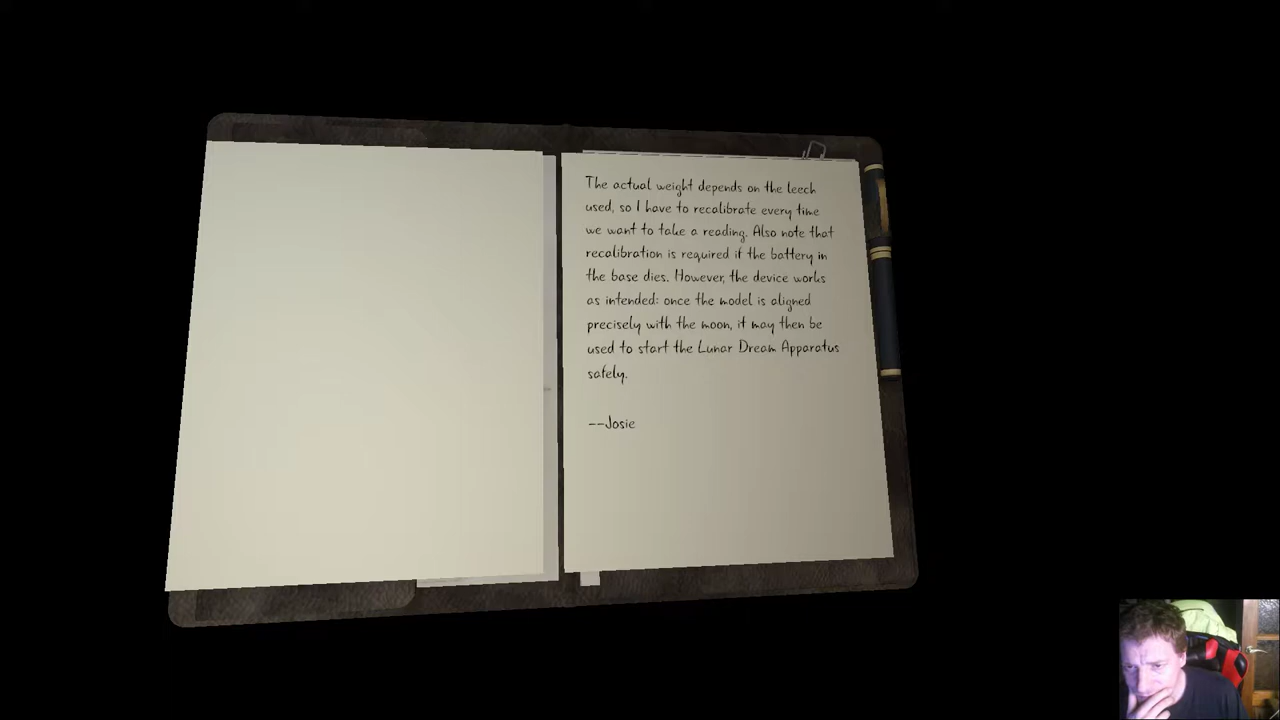 The actual weight depends on the leech
used, so I have to recalibrate every time
we want to take a reading. Also note that
recalibration is required if the battery in
the base dies. However, the device works
as intended: once the model is aligned
precisely with the moon, it may then be
used to start the Lunar Dream Apparatus
safely.
--Josie